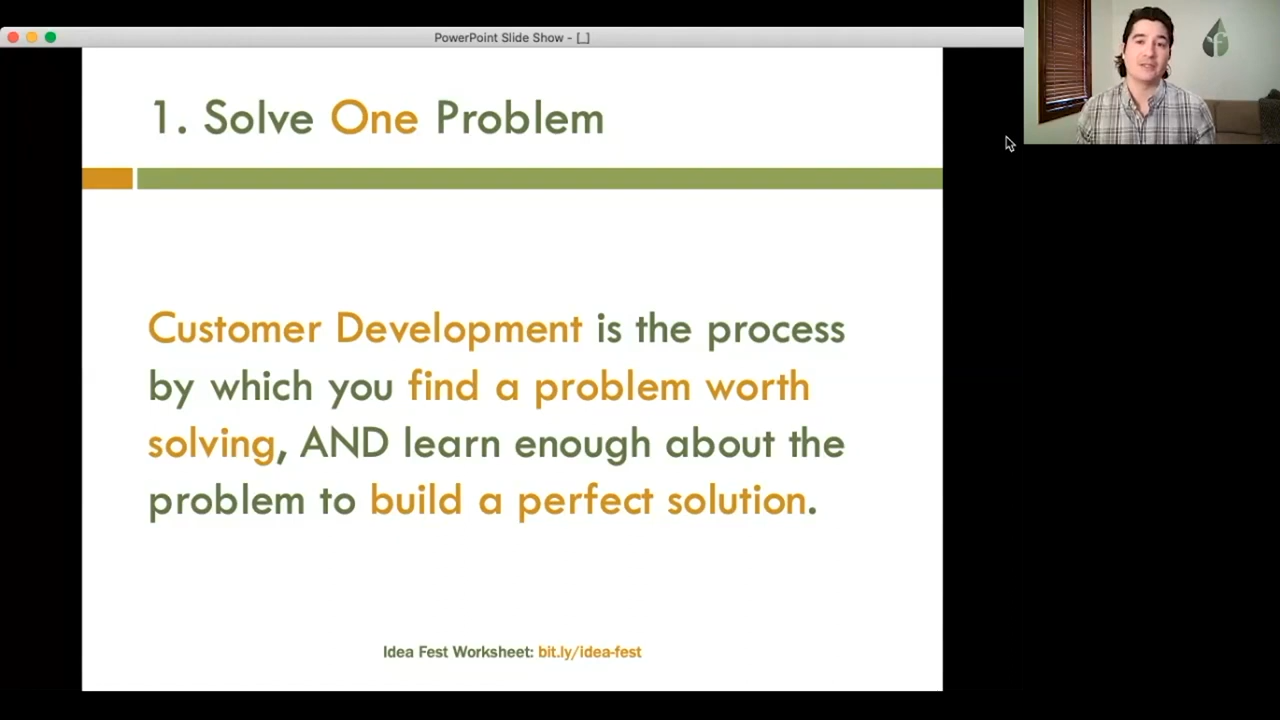 PowerPoint Slide Show - [_]
1. Solve One Problem
Customer Development is the process
by which you find a problem worth
solving, AND learn enough about the
problem to build a perfect solution.
Idea Fest Worksheet: bit.ly/idea-fest
f